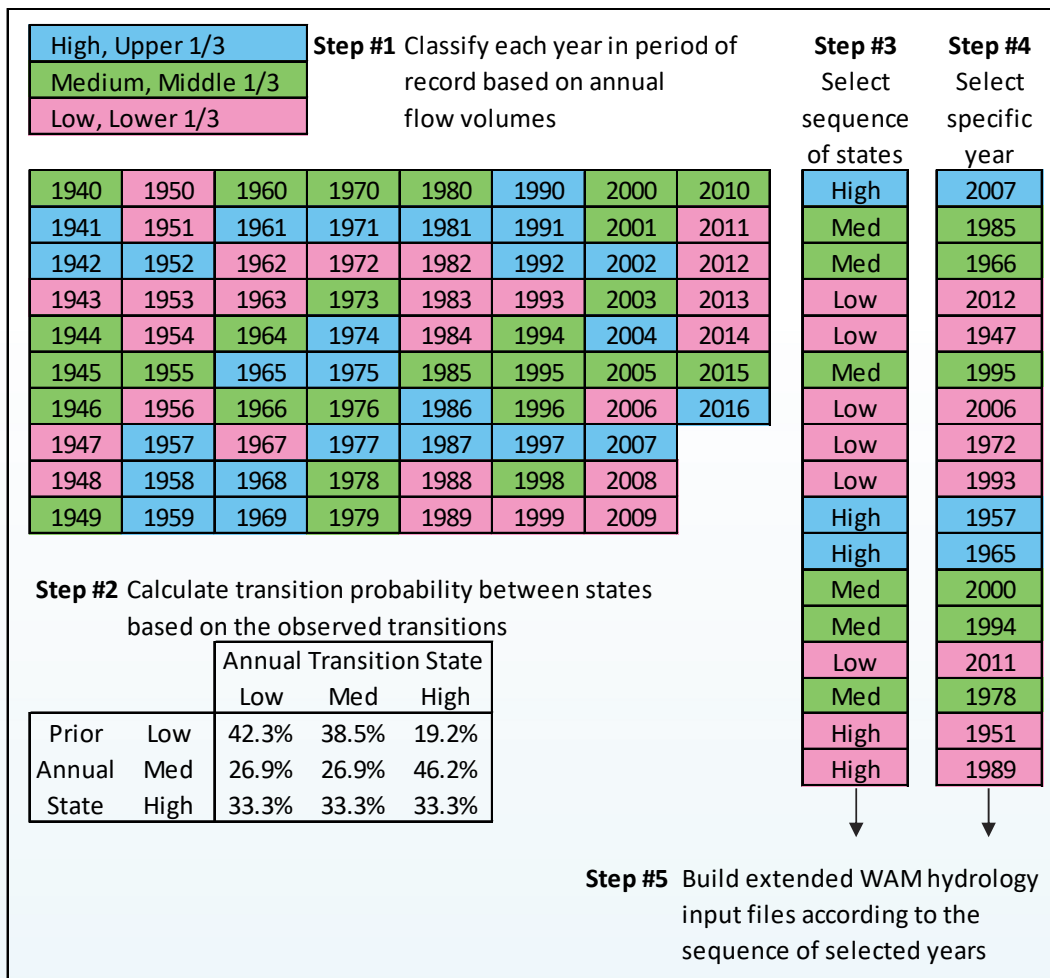 High, Upper 1/3
Medium, Middle 1/3
Low, Lower 1/3
Step #1 Classify each year in period of
record based on annual
flow volumes
Step #3
Select
sequence
of states
Step #4
Select
specific
year
1940 1950 1960 1970 1980 1990 2000 2010
1941 1951 1961 1971 1981 1991 2001 2011
1942 1952 1962 1972 1982 1992 2002 2012
1943 1953 1963 1973 1983 1993 2003 2013
1944 1954 1964 1974 1984 1994 2004 2014
1945 1955 1965 1975 1985 1995 2005 2015
1946 1956 1966 1976 1986 1996 2006 2016
1947 1957 1967 1977 1987 1997 2007
1948 1958 1968 1978 1988 1998 2008
1949 1959 1969 1979 1989 1999 2009
High 2007
Med 1985
Med 1966
Low 2012
Low 1947
Med 1995
Low 2006
Low 1972
Low 1993
High 1957
High 1965
Med 2000
Med 1994
Low 2011
Med 1978
High 1951
High 1989
Step #2 Calculate transition probability between states
based on the observed transitions
Annual Transition State
Low Med High
Prior Low 42.3% 38.5% 19.2%
Annual Med 26.9% 26.9% 46.2%
State High 33.3% 33.3% 33.3%
Step #5 Build extended WAM hydrology
input files according to the
sequence of selected years